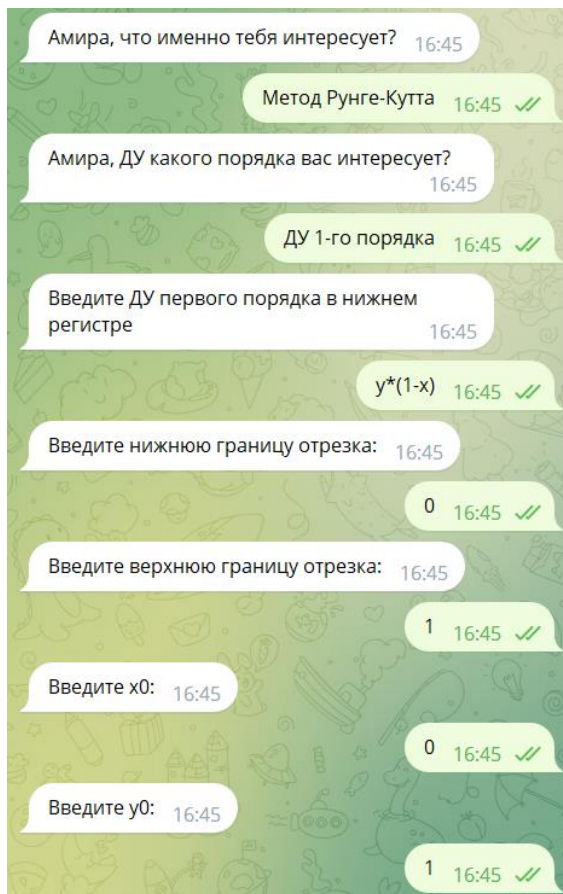 Амира, что именно тебя интересует? 16:45
Метод Рунге-Кутта 16:45
Амира, ДУ какого порядка вас интересует?
16:45
ДУ 1-го порядка 16:45
Введите ДУ первого порядка в нижнем
регистре 16:45
y*(1-x) 16:45
Введите нижнюю границу отрезка: 16:45
0 16:45
Введите верхнюю границу отрезка: 16:45
1 16:45
Введите x0: 16:45
0 16:45
Введите y0: 16:45
1 16:45